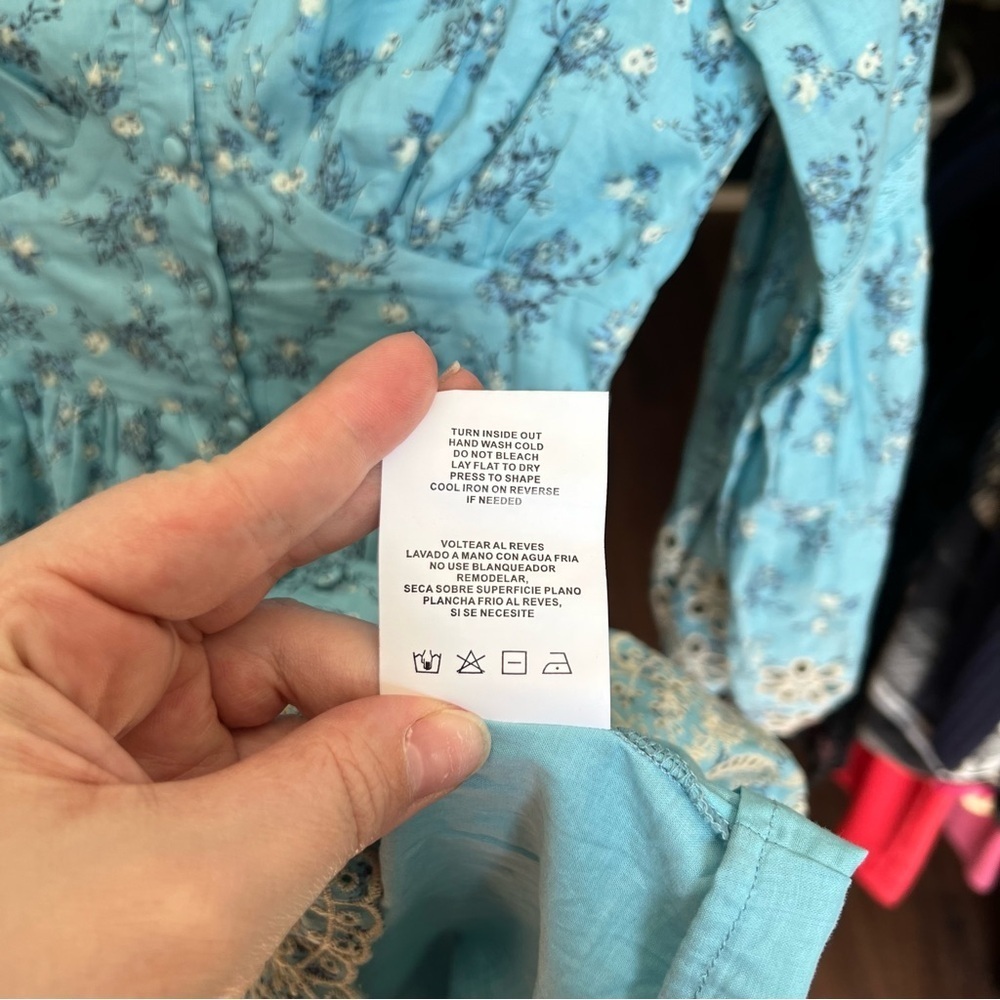 TURN INSIDE OUT
HAND WASH COLD
DO NOT BLEACH
LAY FLAT TO DRY
PRESS TO SHAPE
COOL IRON ON REVERSE
IF NEEDED
VOLTEAR AL REVES
LAVADO A MANO CON AGUA FRIA
NO USE BLANQUEADOR
REMODELAR,
SECA SOBRE SUPERFICIE PLANO
PLANCHA FRIO AL REVES,
SI SE NECESITE